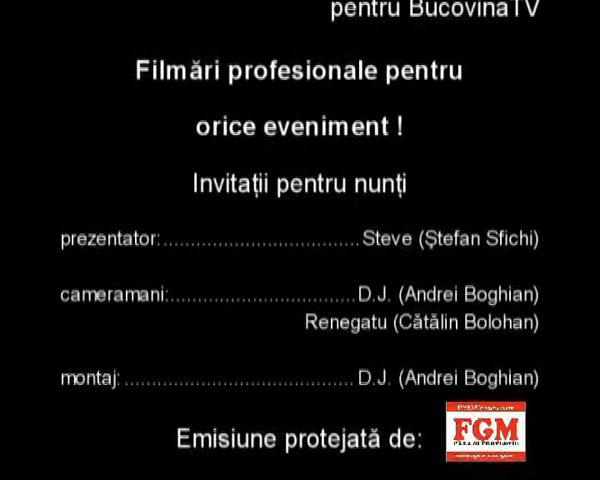 pentru BucovinaTV
Filmări profesionale pentru
orice eveniment !
Invitații pentru nunți
prezentator:....................................Steve (Ștefan Sfichi)
cameramani:..................................D.J. (Andrei Boghian)
Renegatu (Cătălin Bolohan)
montaj:..........................................D.J. (Andrei Boghian)
Emisiune protejată de:
FGM